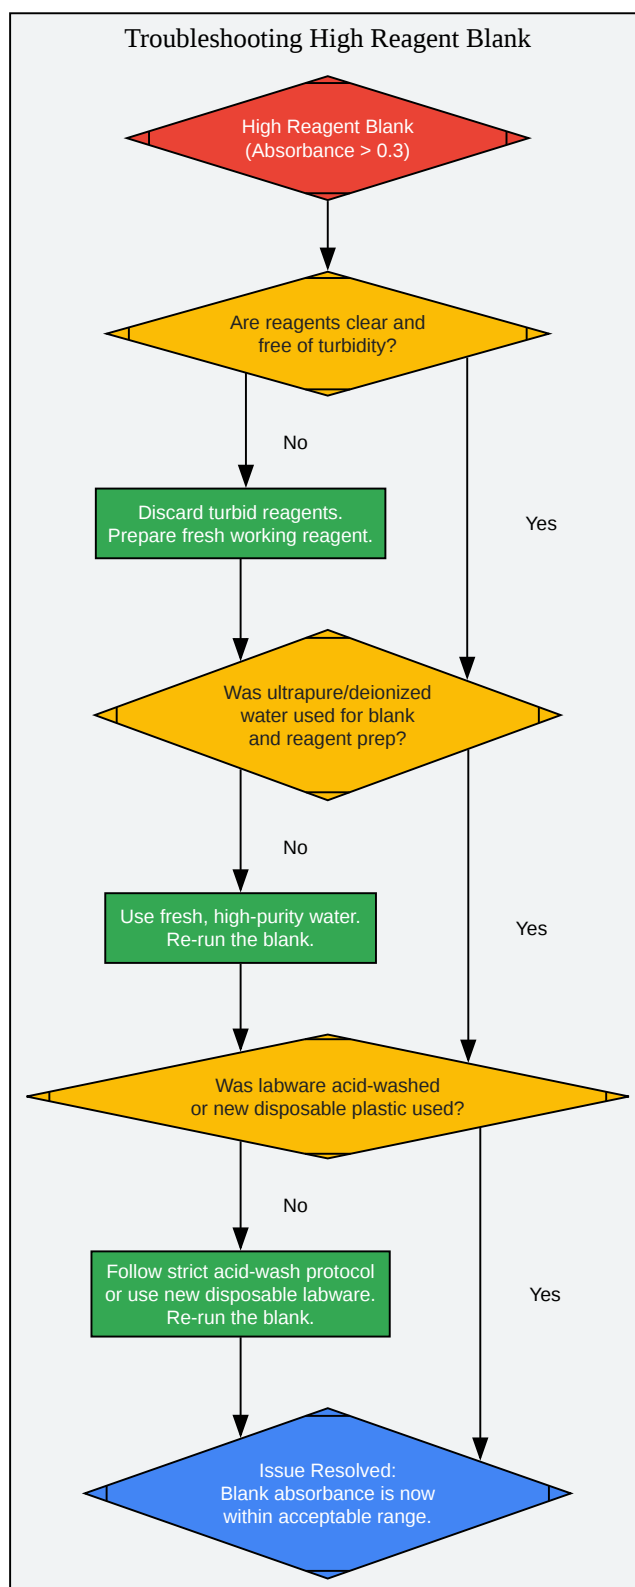 Troubleshooting High Reagent Blank
High Reagent Blank
(Absorbance > 0.3)
Are reagents clear and
free of turbidity?
No
Discard turbid reagents.
Prepare fresh working reagent.
Yes
Was ultrapure/deionized
water used for blank
and reagent prep?
No
Use fresh, high-purity water.
Re-run the blank.
Yes
Was labware acid-washed
or new disposable plastic used?
No
Follow strict acid-wash protocol
or use new disposable labware.
Re-run the blank.
Yes
Issue Resolved:
Blank absorbance is now
within acceptable range.